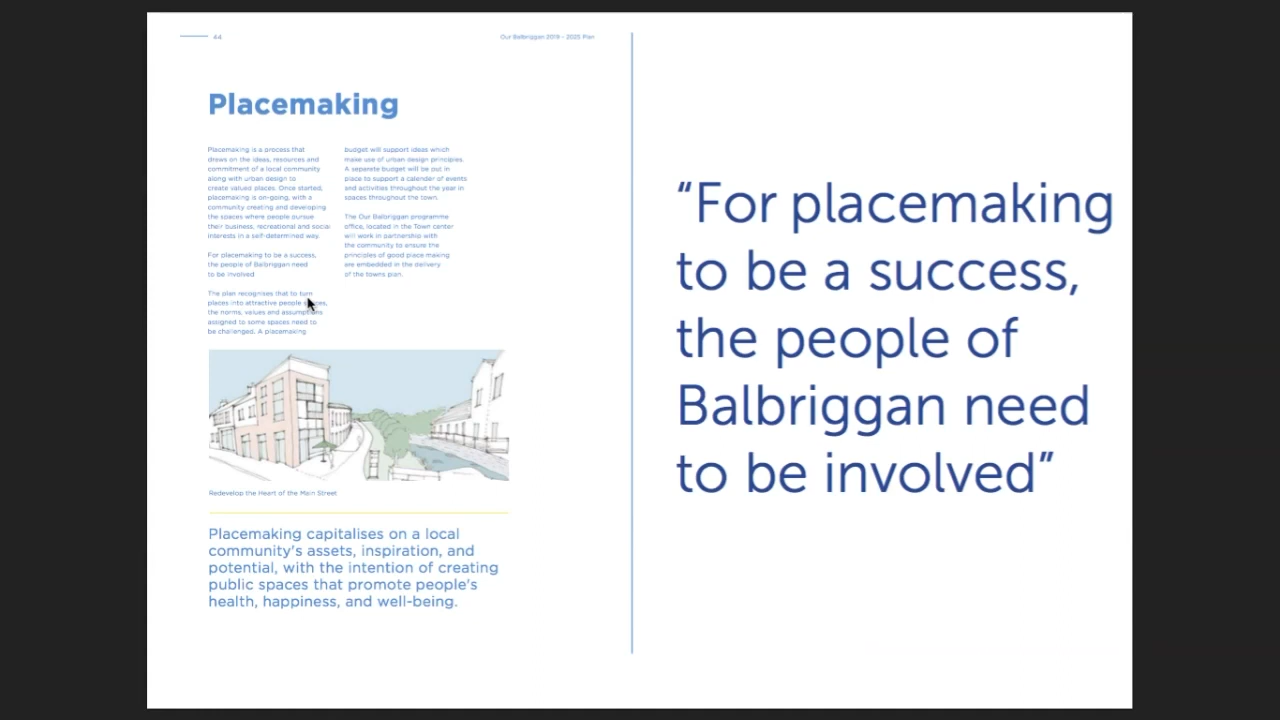 44
Our Balbriggan 2019 – 2025 Plan
Placemaking
Placemaking is a process that
draws on the ideas, resources and
commitment of a local community
along with urban design to
create valued places. Once started,
placemaking is on-going, with a
community creating and developing
the spaces where people pursue
their business, recreational and social
interests in a self-determined way.
For placemaking to be a success,
the people of Balbriggan need
to be involved
The plan recognises that to turn
places into attractive people spaces,
the norms, values and assumptions
assigned to some spaces need to
be challenged. A placemaking
budget will support ideas which
make use of urban design principles.
A separate budget will be put in
place to support a calender of events
and activities throughout the year in
spaces throughout the town.
The Our Balbriggan programme
office, located in the Town center
will work in partnership with
the community to ensure the
principles of good place making
are embedded in the delivery
of the towns plan.
Redevelop the Heart of the Main Street
Placemaking capitalises on a local
community's assets, inspiration, and
potential, with the intention of creating
public spaces that promote people's
health, happiness, and well-being.
“For placemaking
to be a success,
the people of
Balbriggan need
to be involved”